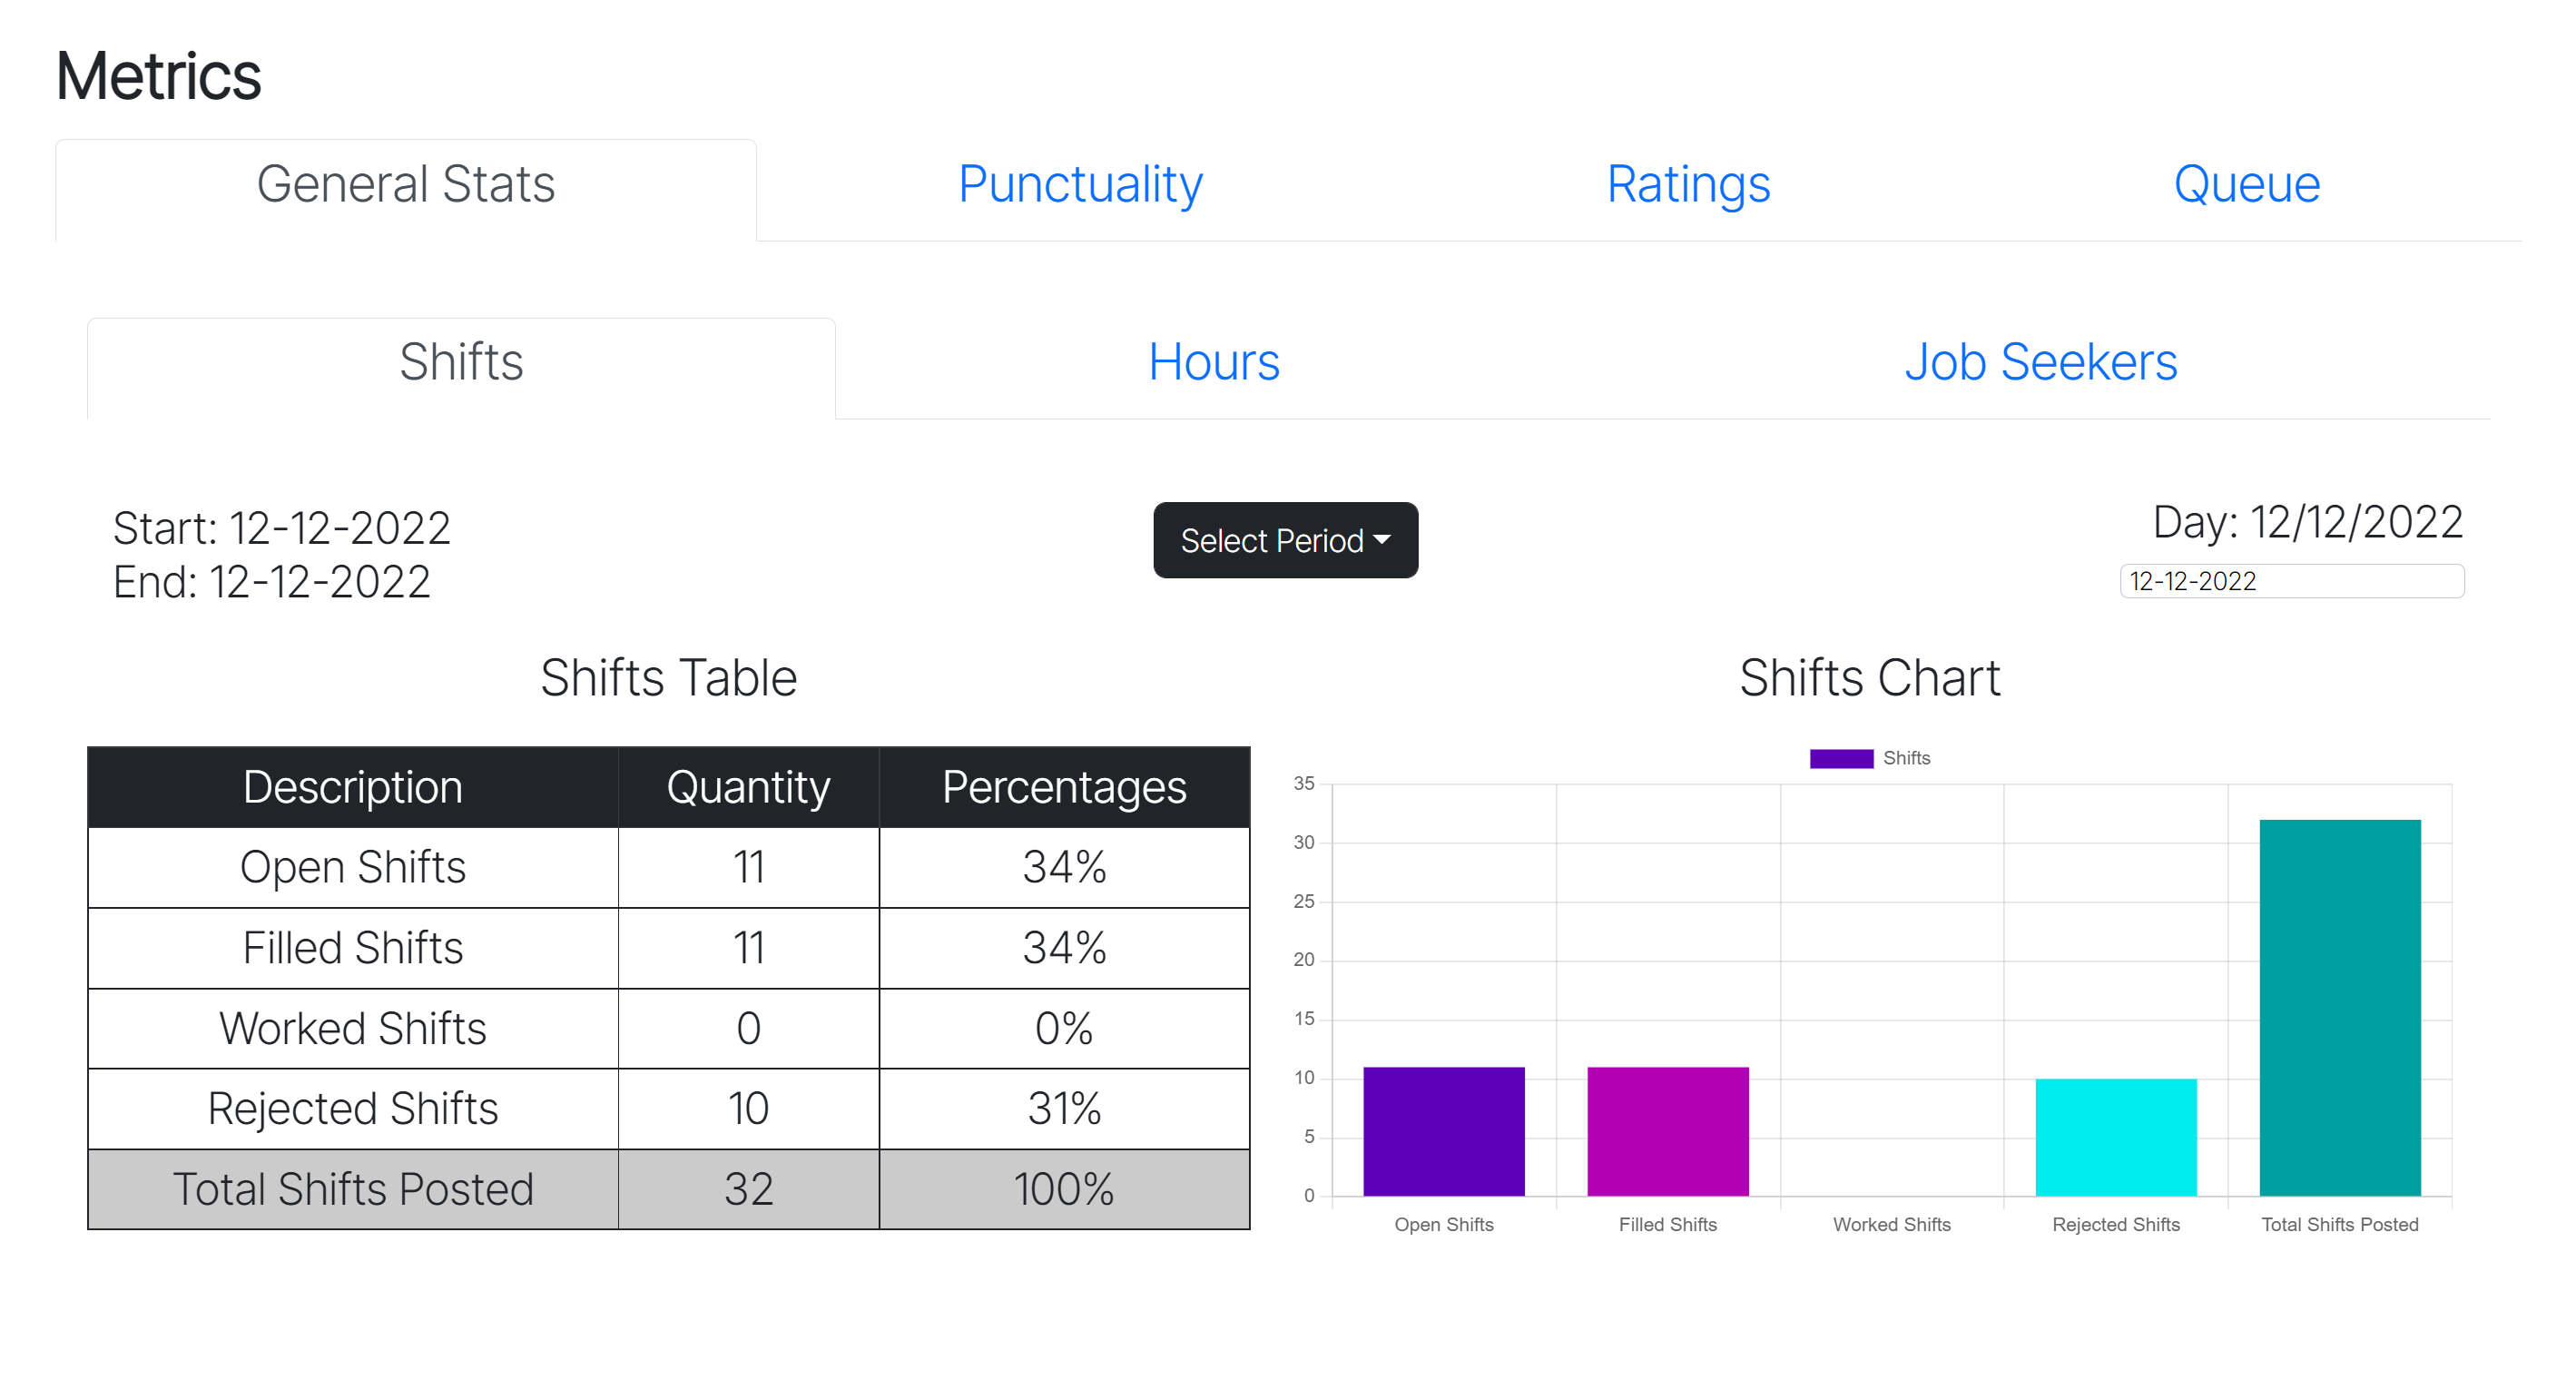 Metrics
General Stats Punctuality Ratings Queue
Shifts Hours Job Seekers
Start: 12-12-2022
End: 12-12-2022
Select Period
Day: 12/12/2022
12-12-2022
Shifts Table
Description Quantity Percentages
Open Shifts 11 34%
Filled Shifts 11 34%
Worked Shifts 0 0%
Rejected Shifts 10 31%
Total Shifts Posted 32 100%
Shifts Chart
Shifts
35
30
25
20
15
10
5
0
Open Shifts Filled Shifts Worked Shifts Rejected Shifts Total Shifts Posted